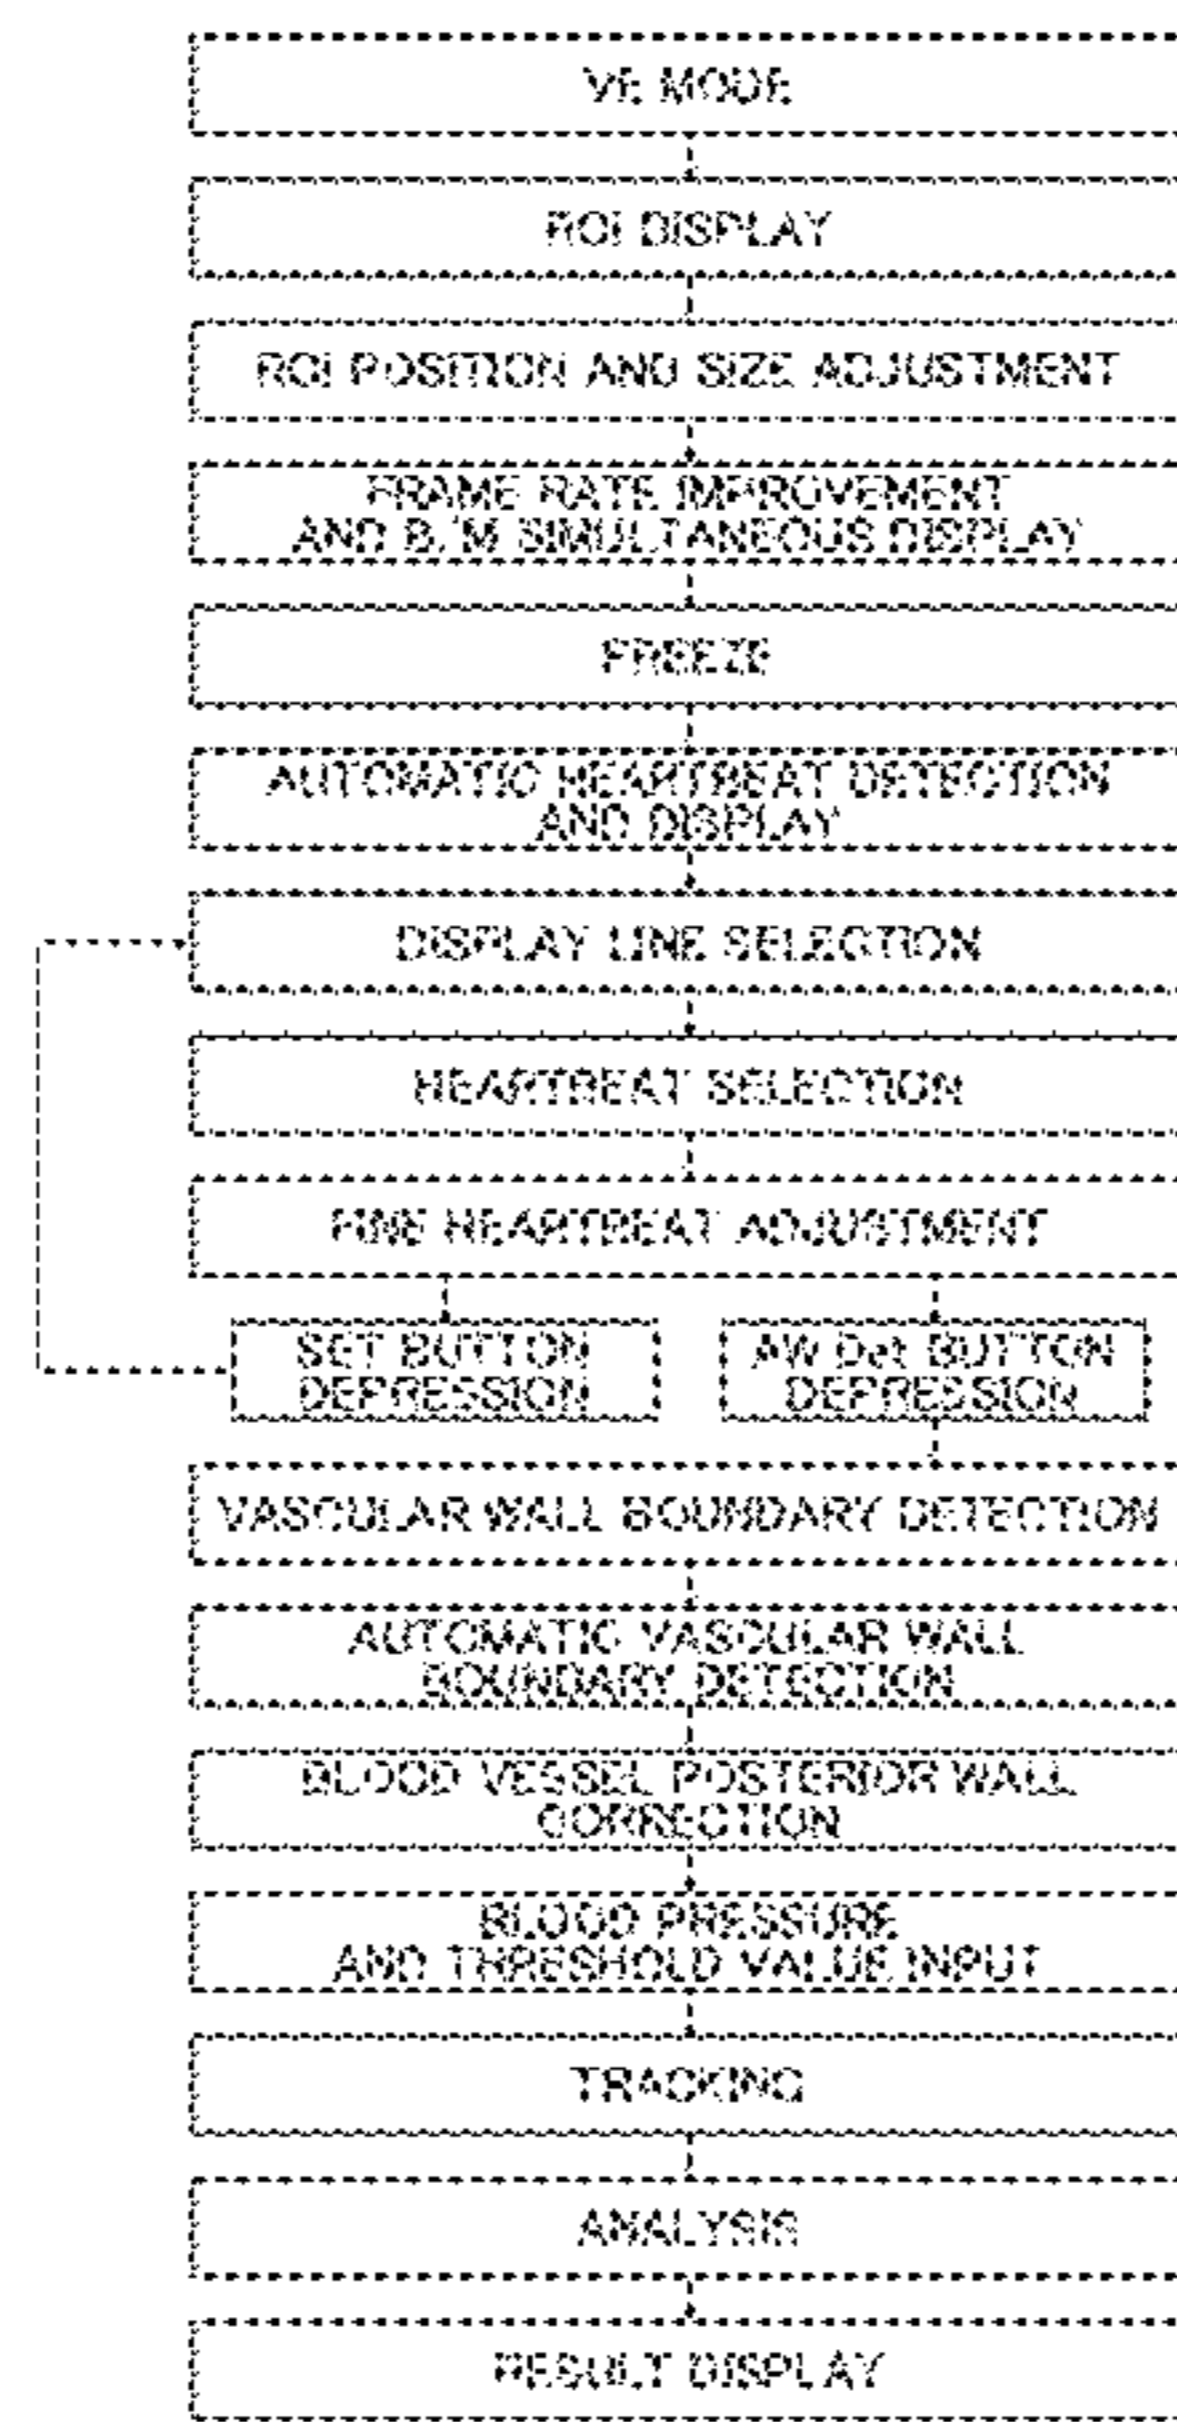 VE MODE
ROI DISPLAY
ROI POSITION AND SIZE ADJUSTMENT
FRAME RATE IMPROVEMENT
AND B/M SIMULTANEOUS DISPLAY
FREEZE
AUTOMATIC HEARTBEAT DETECTION
AND DISPLAY
DISPLAY LINE SELECTION
HEARTBEAT SELECTION
FINE HEARTBEAT ADJUSTMENT
SET BUTTON
DEPRESSION
AW Det BUTTON
DEPRESSION
VASCULAR WALL BOUNDARY DETECTION
AUTOMATIC VASCULAR WALL
BOUNDARY DETECTION
BLOOD VESSEL POSTERIOR WALL
CORRECTION
BLOOD PRESSURE
AND THRESHOLD VALUE INPUT
TRACKING
ANALYSIS
RESULT DISPLAY